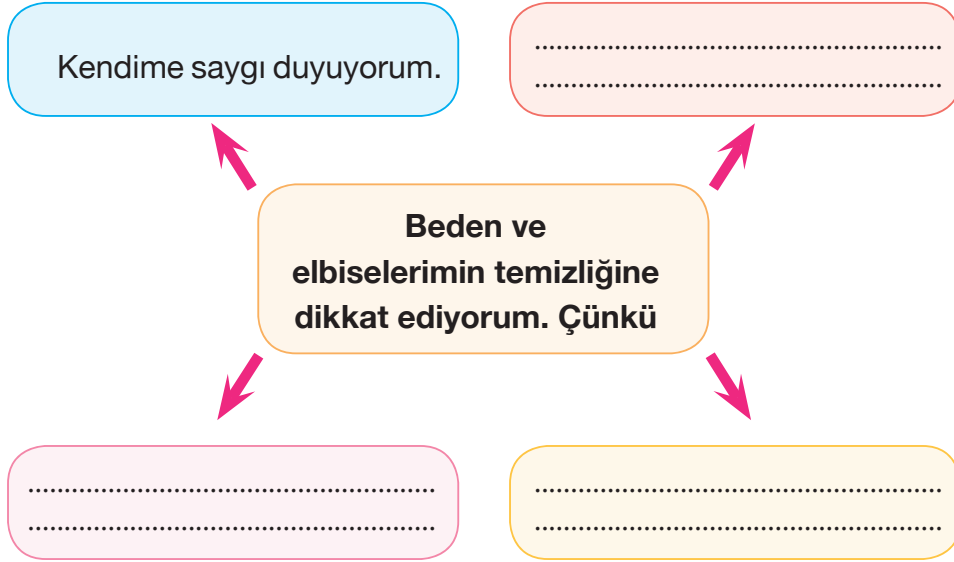 Kendime saygı duyuyorum.
........................................................
........................................................
Beden ve
elbiselerimin temizliğine
dikkat ediyorum. Çünkü
........................................................
........................................................
........................................................
........................................................